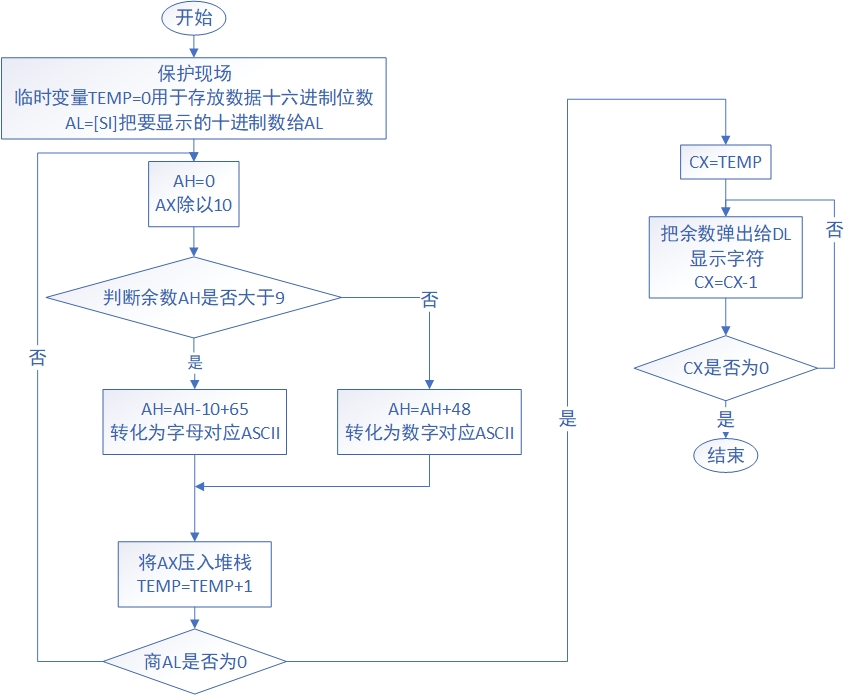 开始
保护现场
临时变量TEMP=0用于存放数据十六进制位数
AL=[SI]把要显示的十进制数给AL
AH=0
AX除以10
判断余数AH是否大于9
否
是
AH=AH-10+65
转化为字母对应ASCII
AH=AH+48
转化为数字对应ASCII
将AX压入堆栈
TEMP=TEMP+1
商AL是否为0
否
是
CX=TEMP
把余数弹出给DL
显示字符
CX=CX-1
否
CX是否为0
是
结束